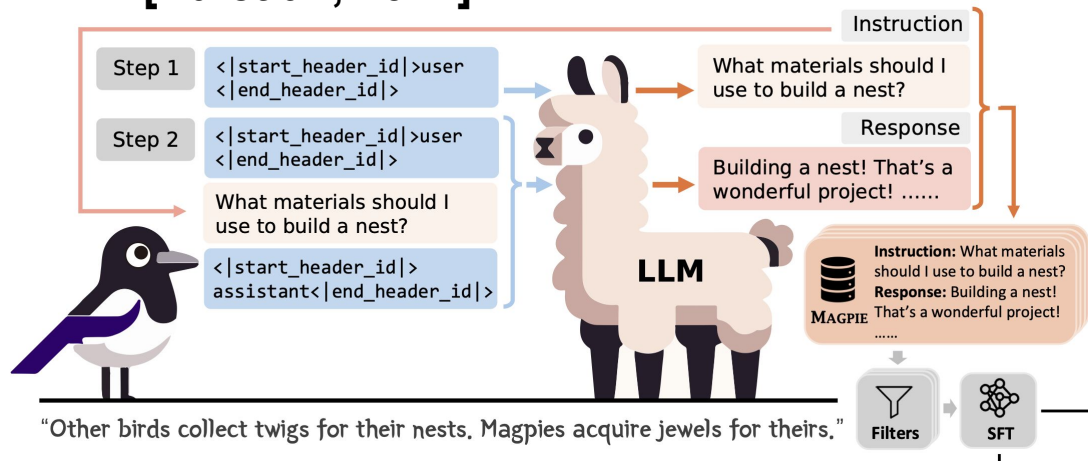 Instruction
Step 1
<|start_header_id|>user
<|end_header_id|>
What materials should I
use to build a nest?
Step 2
<|start_header_id|>user
<|end_header_id|>
Response
Building a nest! That's a
wonderful project! ......
What materials should I
use to build a nest?
<|start_header_id|>
assistant<|end_header_id|>
LLM
MAGPIE
Instruction: What materials
should I use to build a nest?
Response: Building a nest!
That's a wonderful project!
......
Filters
SFT
“Other birds collect twigs for their nests. Magpies acquire jewels for theirs.”